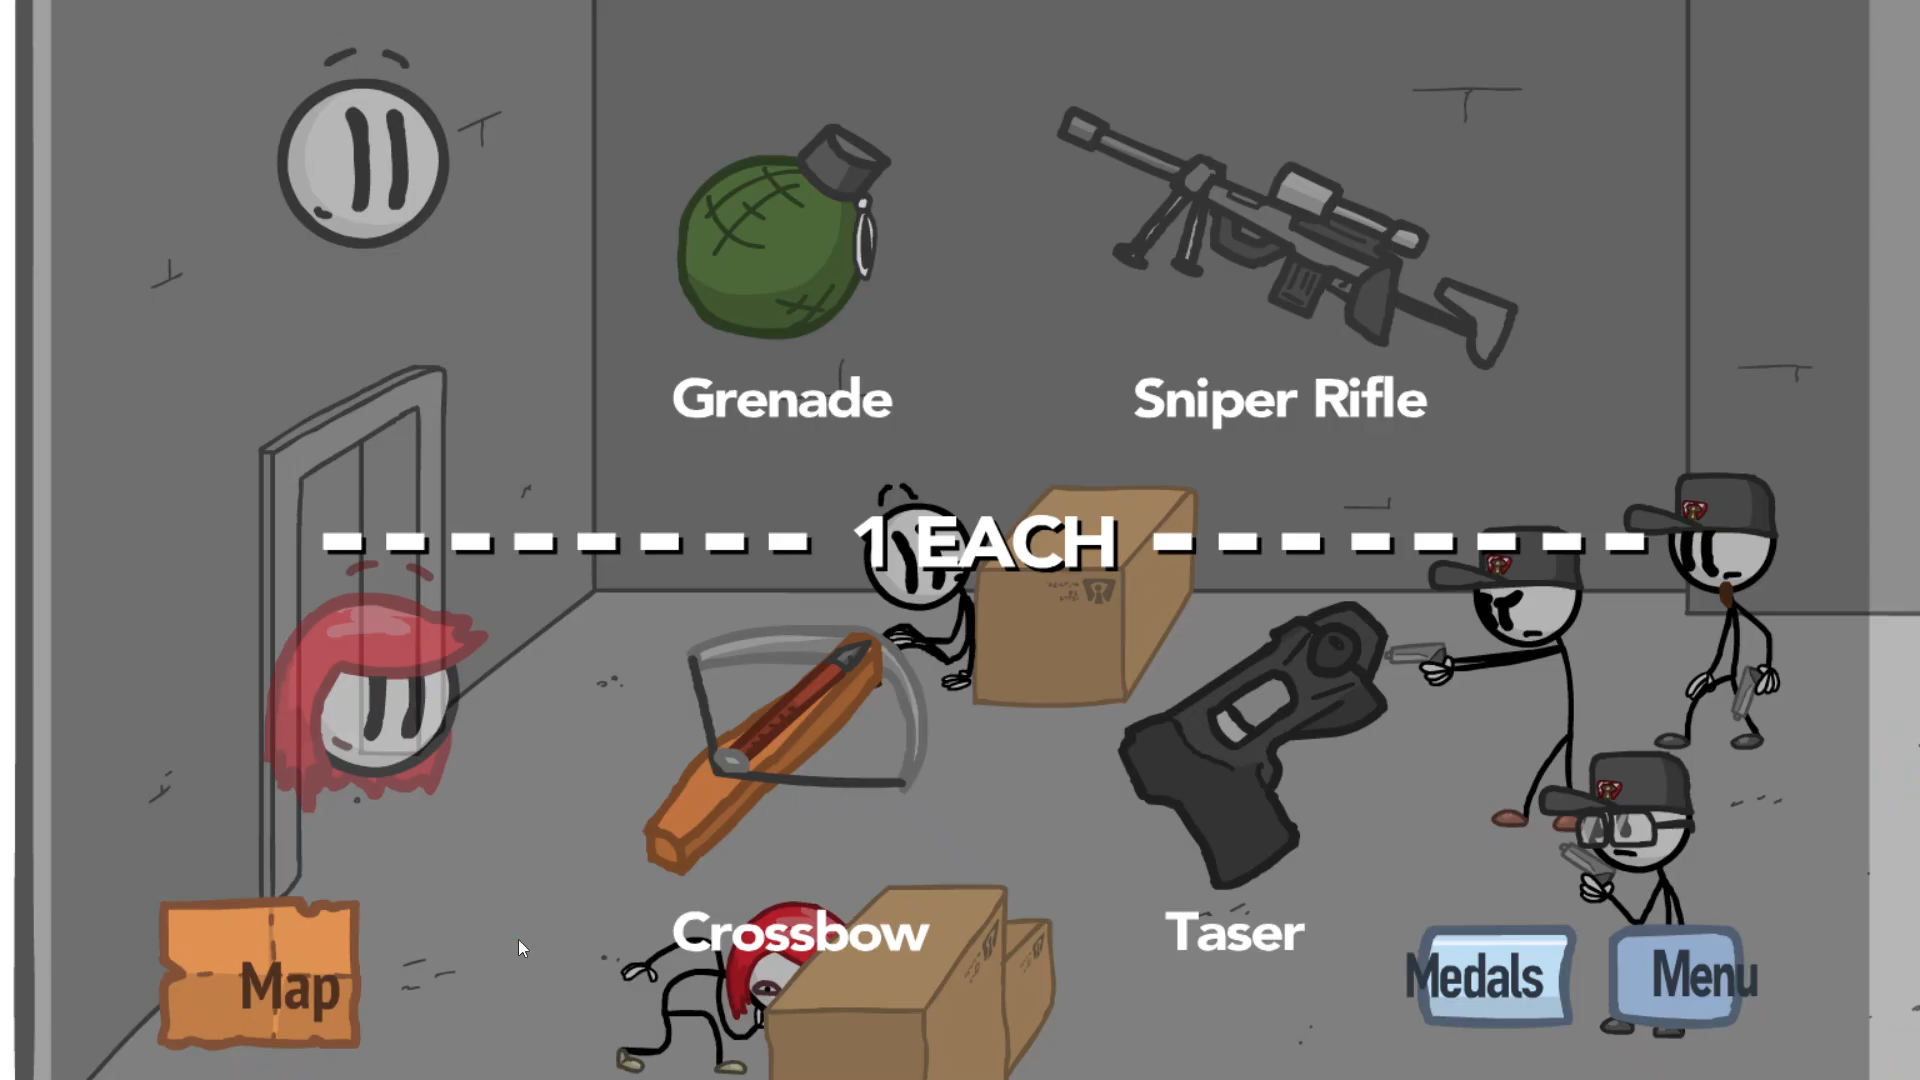 Grenade
Sniper Rifle
1 EACH
Crossbow
Taser
Map
Medals
Menu